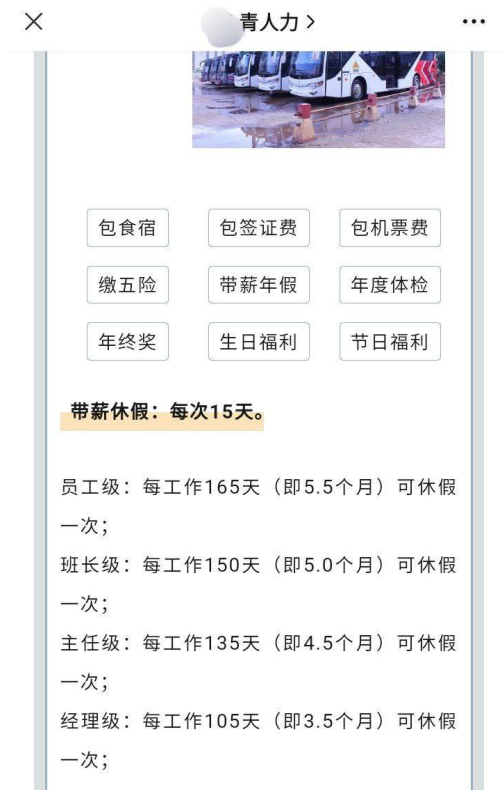 青人力
包食宿
包签证费
包机票费
缴五险
带薪年假
年度体检
年终奖
生日福利
节日福利
带薪休假：每次15天。
员工级：每工作165天（即5.5个月）可休假
一次；
班长级：每工作150天（即5.0个月）可休假
一次；
主任级：每工作135天（即4.5个月）可休假
一次；
经理级：每工作105天（即3.5个月）可休假
一次；